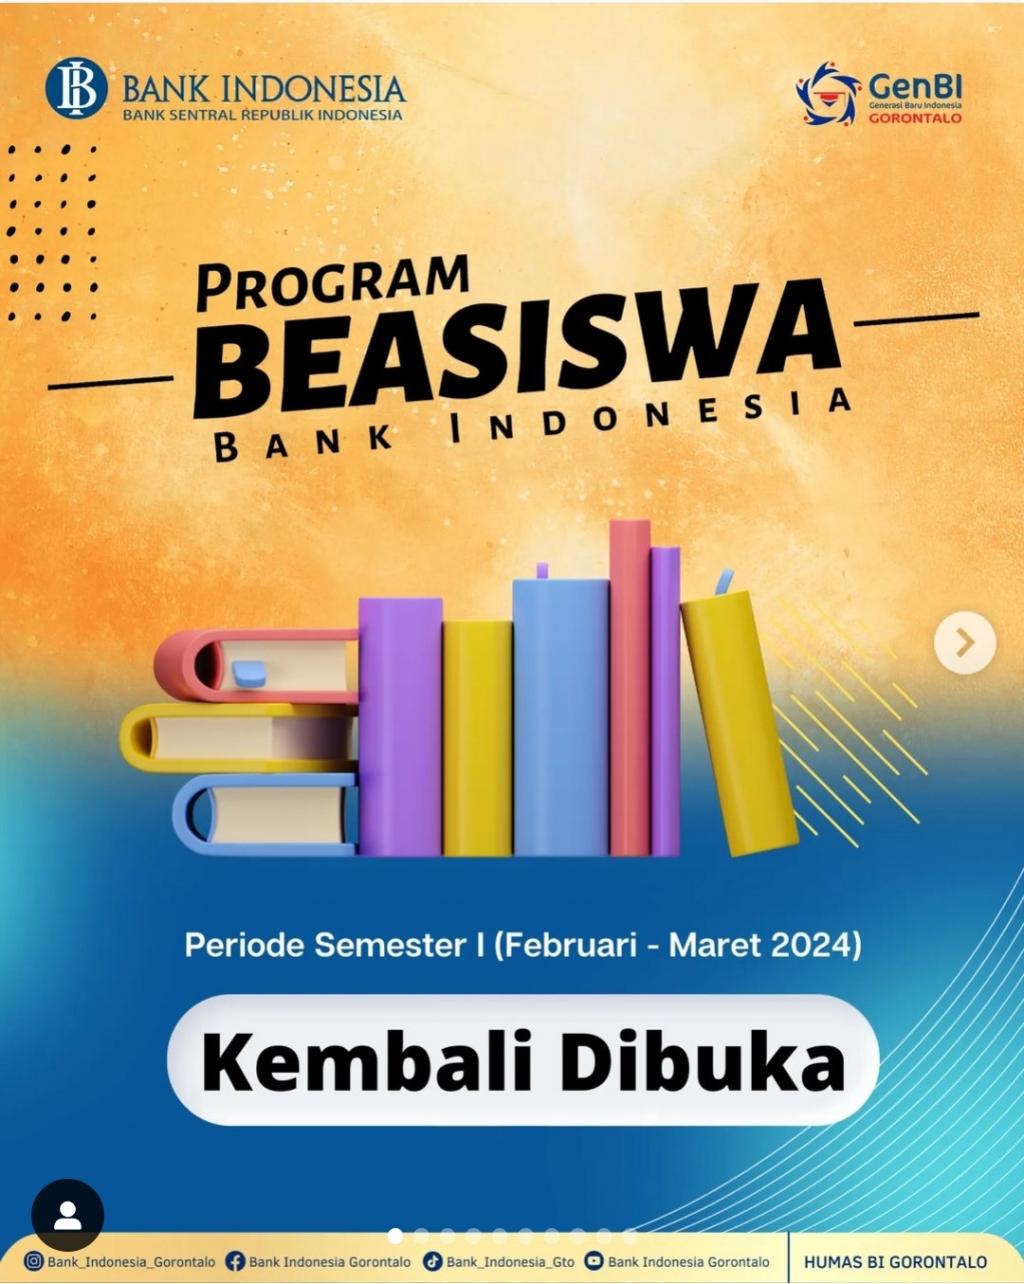 BANK INDONESIA
BANK SENTRAL REPUBLIK INDONESIA
GenBI
Generasi Baru Indonesia
GORONTALO
PROGRAM
BEASISWA
BANK INDONESIA
Periode Semester I (Februari - Maret 2024)
Kembali Dibuka
Bank_Indonesia_Gorontalo Bank Indonesia Gorontalo Bank_Indonesia_Gto Bank Indonesia Gorontalo HUMAS BI GORONTALO